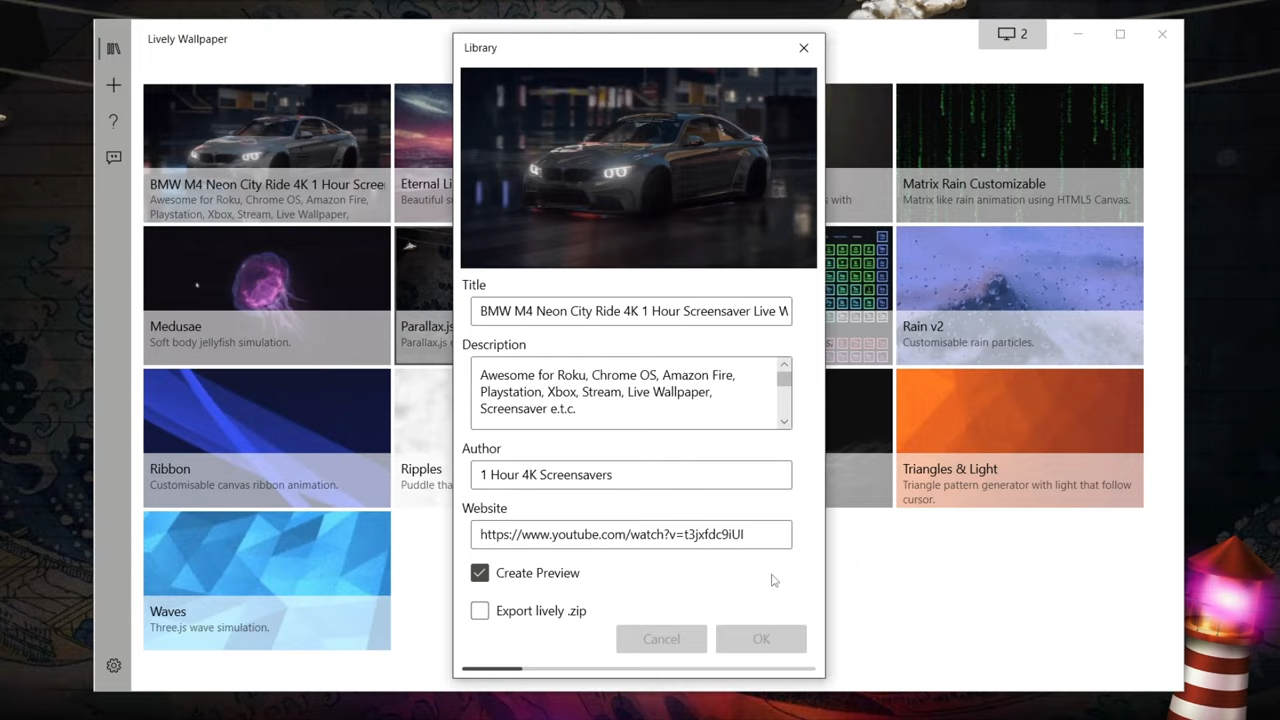 Lively Wallpaper
2
Library
BMW M4 Neon City Ride 4K 1 Hour Scree
Awesome for Roku, Chrome OS, Amazon Fire,
Playstation, Xbox, Stream, Live Wallpaper,
Eternal Li
Beautiful s
with
Matrix Rain Customizable
Matrix like rain animation using HTML5 Canvas.
Medusae
Soft body jellyfish simulation.
Parallax.js
Parallax.js
s.
Rain v2
Customisable rain particles.
Ribbon
Customisable canvas ribbon animation.
Ripples
Puddle tha
Triangles & Light
Triangle pattern generator with light that follow
cursor.
Waves
Three.js wave simulation.
Title
BMW M4 Neon City Ride 4K 1 Hour Screensaver Live W
Description
Awesome for Roku, Chrome OS, Amazon Fire,
Playstation, Xbox, Stream, Live Wallpaper,
Screensaver e.t.c.
Author
1 Hour 4K Screensavers
Website
https://www.youtube.com/watch?v=t3jxfdc9iUI
Create Preview
Export lively .zip
Cancel
OK